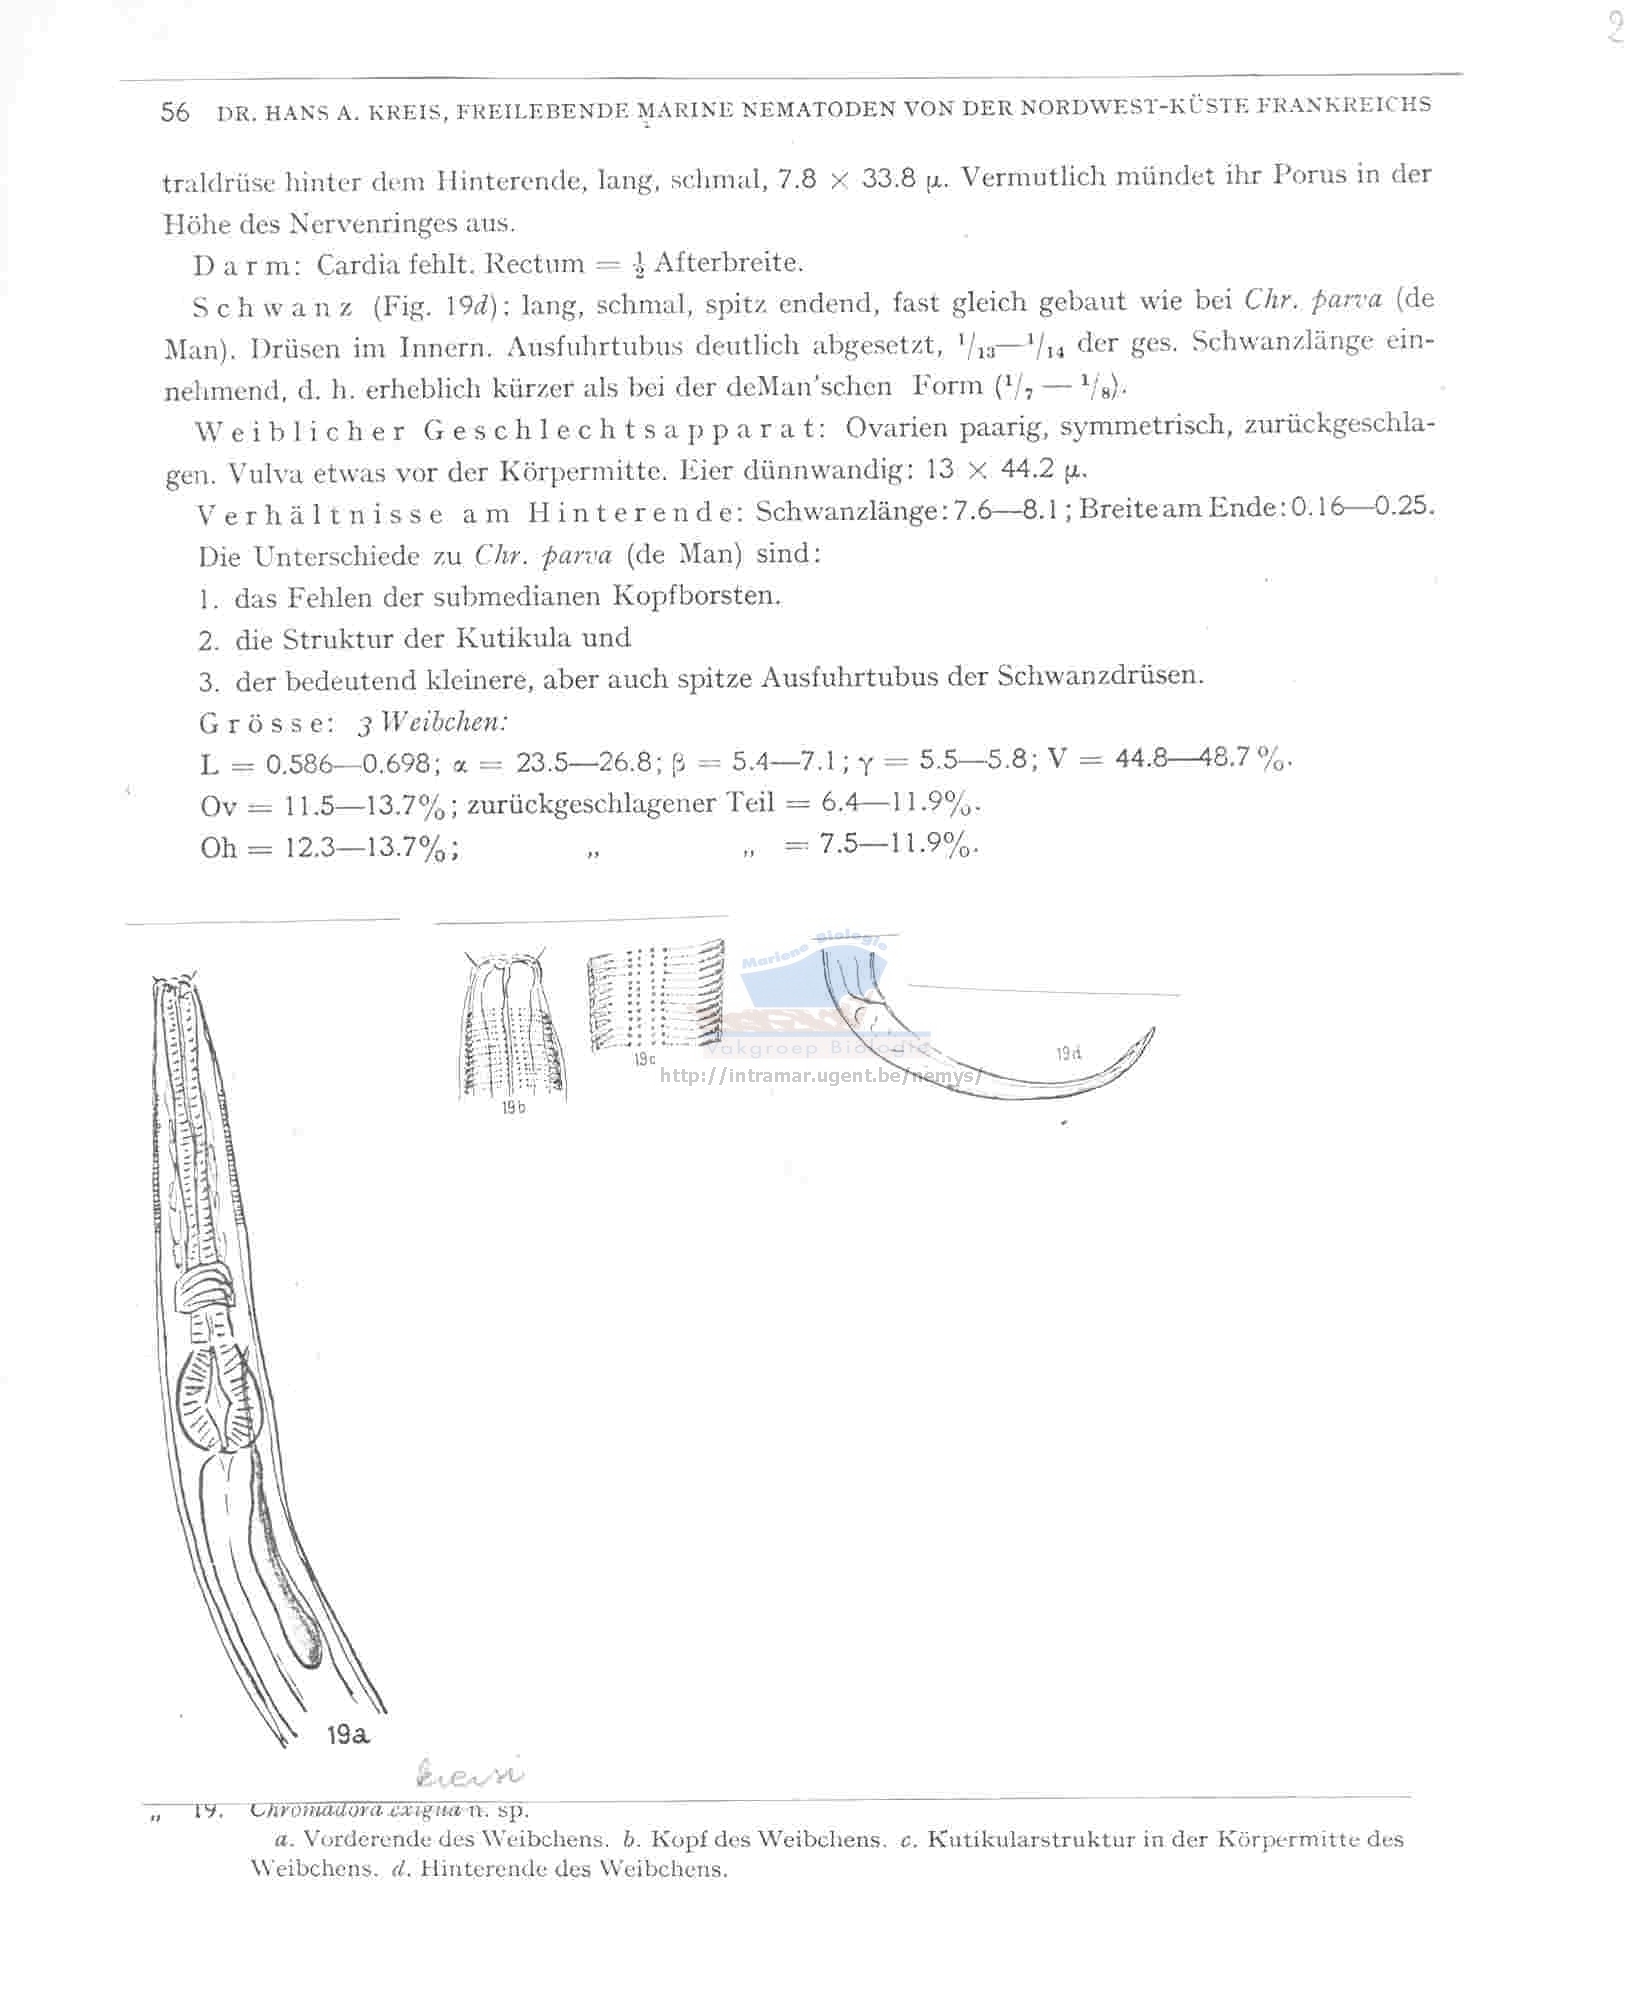 2
56 DR. HANS A. KREIS, FREILEBENDE MARINE NEMATODEN VON DER NORDWEST-KÜSTE FRANKREICHS
traldrüse hinter dem Hinterende, lang, schmal, 7.8 × 33.8 μ. Vermutlich mündet ihr Porus in der
Höhe des Nervenringes aus.
Darm: Cardia fehlt. Rectum = ½ Afterbreite.
Schwanz (Fig. 19d): lang, schmal, spitz endend, fast gleich gebaut wie bei Chr. parva (de
Man). Drüsen im Innern. Ausfuhrtubus deutlich abgesetzt, 1/13—1/14 der ges. Schwanzlänge ein-
nehmend, d. h. erheblich kürzer als bei der deMan'schen Form (1/7 — 1/8).
Weiblicher Geschlechtsapparat: Ovarien paarig, symmetrisch, zurückgeschla-
gen. Vulva etwas vor der Körpermitte. Eier dünnwandig: 13 × 44.2 μ.
Verhältnisse am Hinterende: Schwanzlänge: 7.6—8.1; Breite am Ende: 0.16—0.25.
Die Unterschiede zu Chr. parva (de Man) sind:
1. das Fehlen der submedianen Kopfborsten.
2. die Struktur der Kutikula und
3. der bedeutend kleinere, aber auch spitze Ausfuhrtubus der Schwanzdrüsen.
Grösse: 3 Weibchen:
L = 0.586—0.698; α = 23.5—26.8; β = 5.4—7.1; γ = 5.5—5.8; V = 44.8—48.7%.
Ov = 11.5—13.7%; zurückgeschlagener Teil = 6.4—11.9%.
Oh = 12.3—13.7%; „ „ = 7.5—11.9%.
Mariene Biologie
Vakgroep Biologie
http://intramar.ugent.be/nemys/
19b
19c
19d
19a
kreisi
„ 19. Chromadora exigua n. sp.
a. Vorderende des Weibchens. b. Kopf des Weibchens. c. Kutikularstruktur in der Körpermitte des
Weibchens. d. Hinterende des Weibchens.